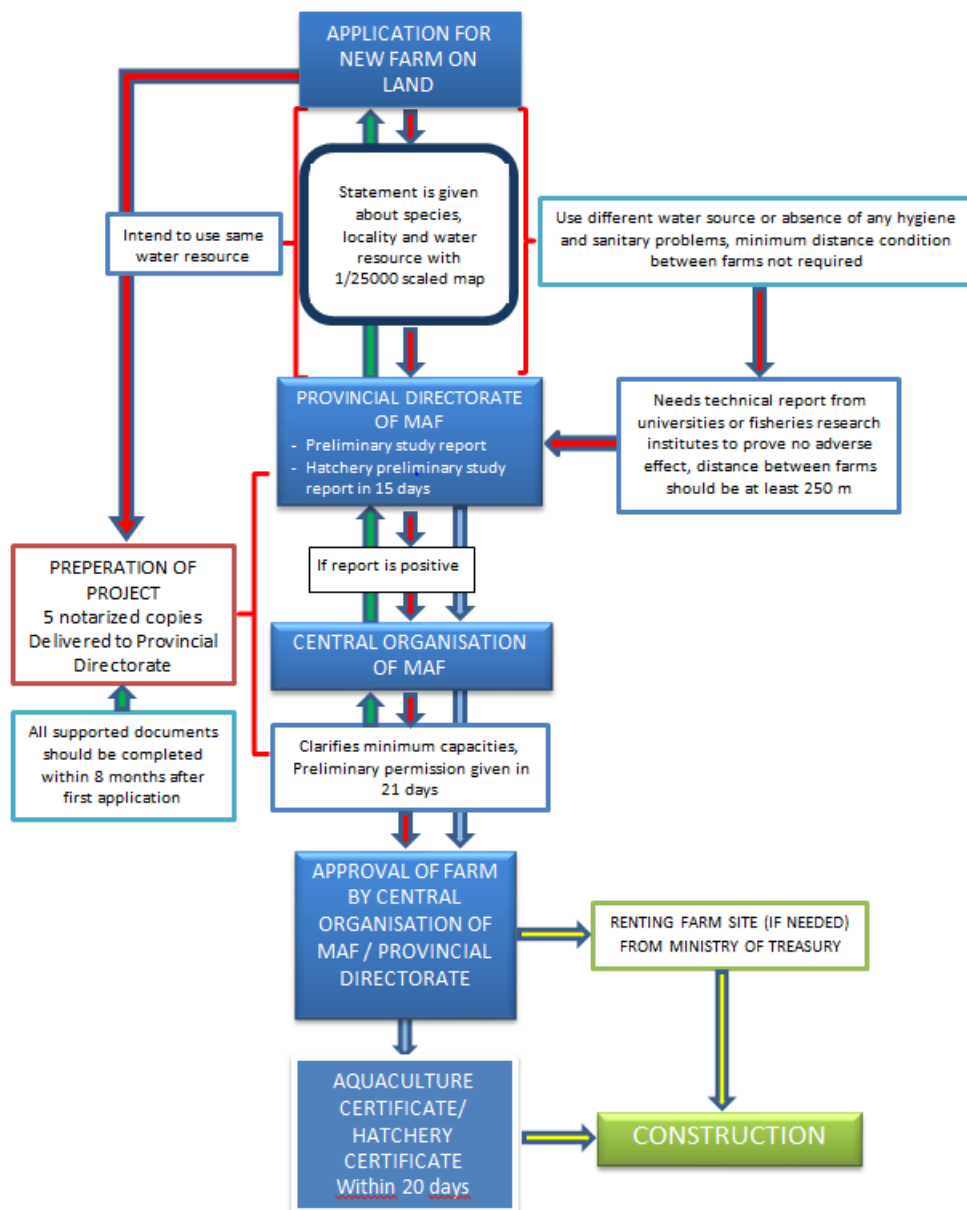 APPLICATION FOR
NEW FARM ON
LAND
Statement is given
about species,
locality and water
resource with
1/25000 scaled map
Intend to use same
water resource
Use different water source or absence of any hygiene
and sanitary problems, minimum distance condition
between farms not required
PROVINCIAL DIRECTORATE
OF MAF
- Preliminary study report
- Hatchery preliminary study
report in 15 days
Needs technical report from
universities or fisheries research
institutes to prove no adverse
effect, distance between farms
should be at least 250 m
If report is positive
PREPERATION OF
PROJECT
5 notarized copies
Delivered to Provincial
Directorate
CENTRAL ORGANISATION
OF MAF
All supported documents
should be completed
within 8 months after
first application
Clarifies minimum capacities,
Preliminary permission given in
21 days
APPROVAL OF FARM
BY CENTRAL
ORGANISATION OF
MAF / PROVINCIAL
DIRECTORATE
RENTING FARM SITE (IF NEEDED)
FROM MINISTRY OF TREASURY
AQUACULTURE
CERTIFICATE/
HATCHERY
CERTIFICATE
Within 20 days
CONSTRUCTION